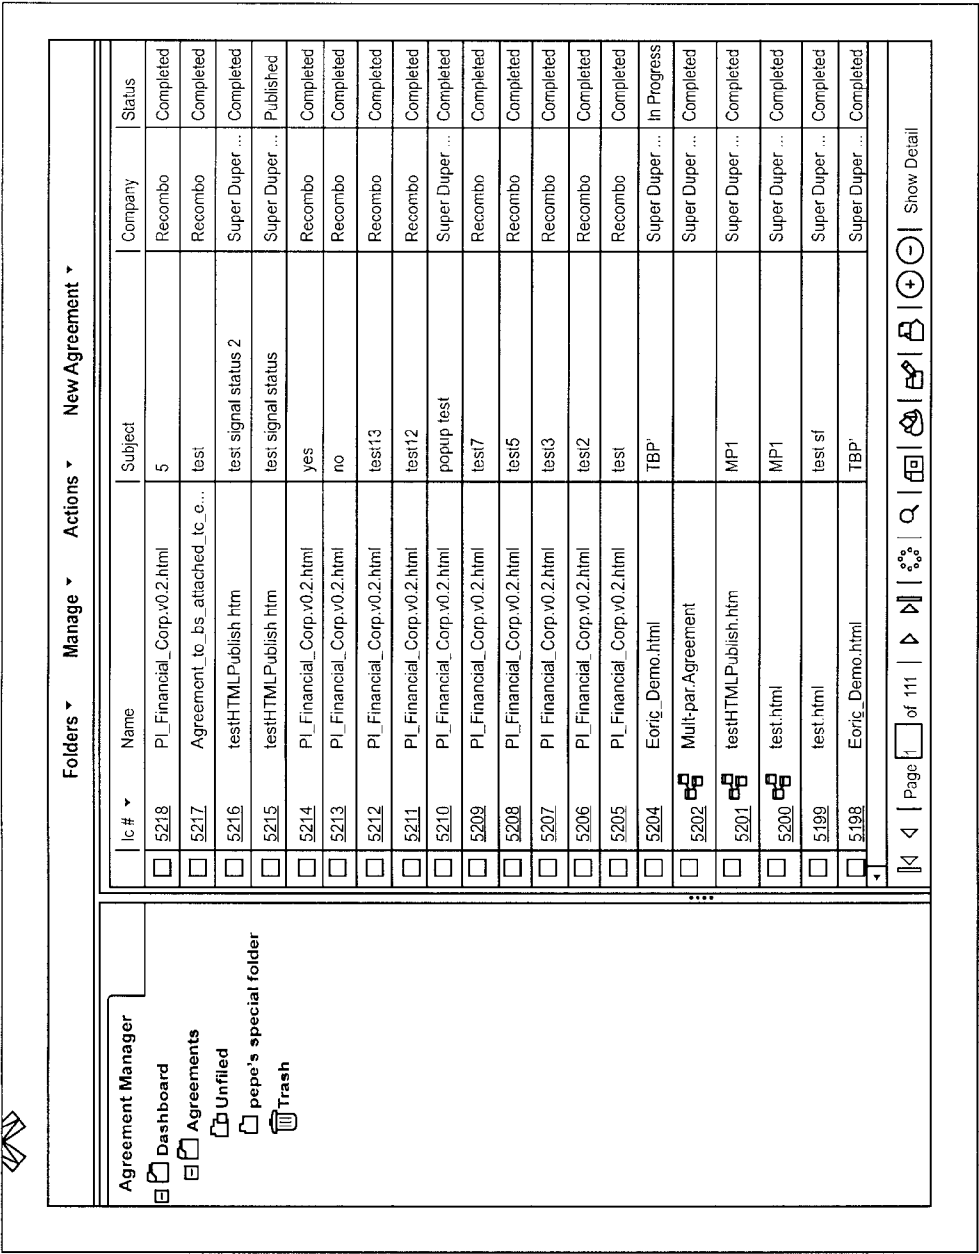 Folders Manage Actions New Agreement
Agreement Manager
Dashboard
Agreements
Unfiled
pepe's special folder
Trash
Ic # Name Subject Company Status
5218 PI_Financial_Corp.v0.2.html 5 Recombo Completed
5217 Agreement_to_bs_attached_tc_e... test Recombo Completed
5216 testHTMLPublish htm test signal status 2 Super Duper ... Completed
5215 testHTMLPublish htm test signal status Super Duper ... Published
5214 PI_Financial_Corp.v0.2.html yes Recombo Completed
5213 PI_Financial_Corp.v0.2.html no Recombo Completed
5212 PI_Financial_Corp.v0.2.html test13 Recombo Completed
5211 PI_Financial_Corp.v0.2.html test12 Recombo Completed
5210 PI_Financial_Corp.v0.2.html popup test Super Duper ... Completed
5209 PI_Financial_Corp.v0.2.html test7 Recombo Completed
5208 PI_Financial_Corp.v0.2.html test5 Recombo Completed
5207 PI_Financial_Corp.v0.2.html test3 Recombo Completed
5206 PI_Financial_Corp.v0.2.html test2 Recombo Completed
5205 PI_Financial_Corp.v0.2.html test Recombo Completed
5204 Eoric_Demo.html TBP' Super Duper ... In Progress
5202 Mult-par.Agreement Super Duper ... Completed
5201 testHTMLPublish.htm MP1 Super Duper ... Completed
5200 test.html MP1 Super Duper ... Completed
5199 test.html test sf Super Duper ... Completed
5198 Eoric_Demo.html TBP' Super Duper ... Completed
Page 1 of 111 Show Detail